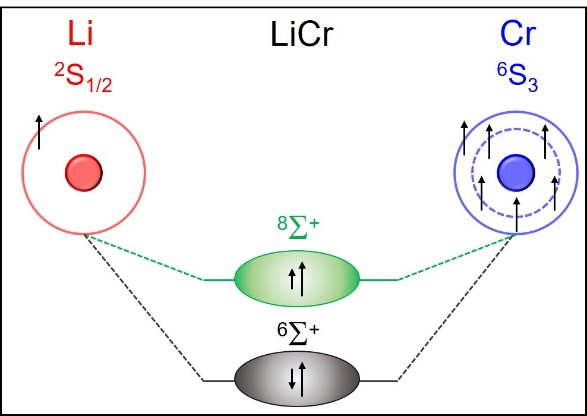 Li LiCr Cr
²S₁/₂ ⁶S₃
⁸Σ⁺
⁶Σ⁺